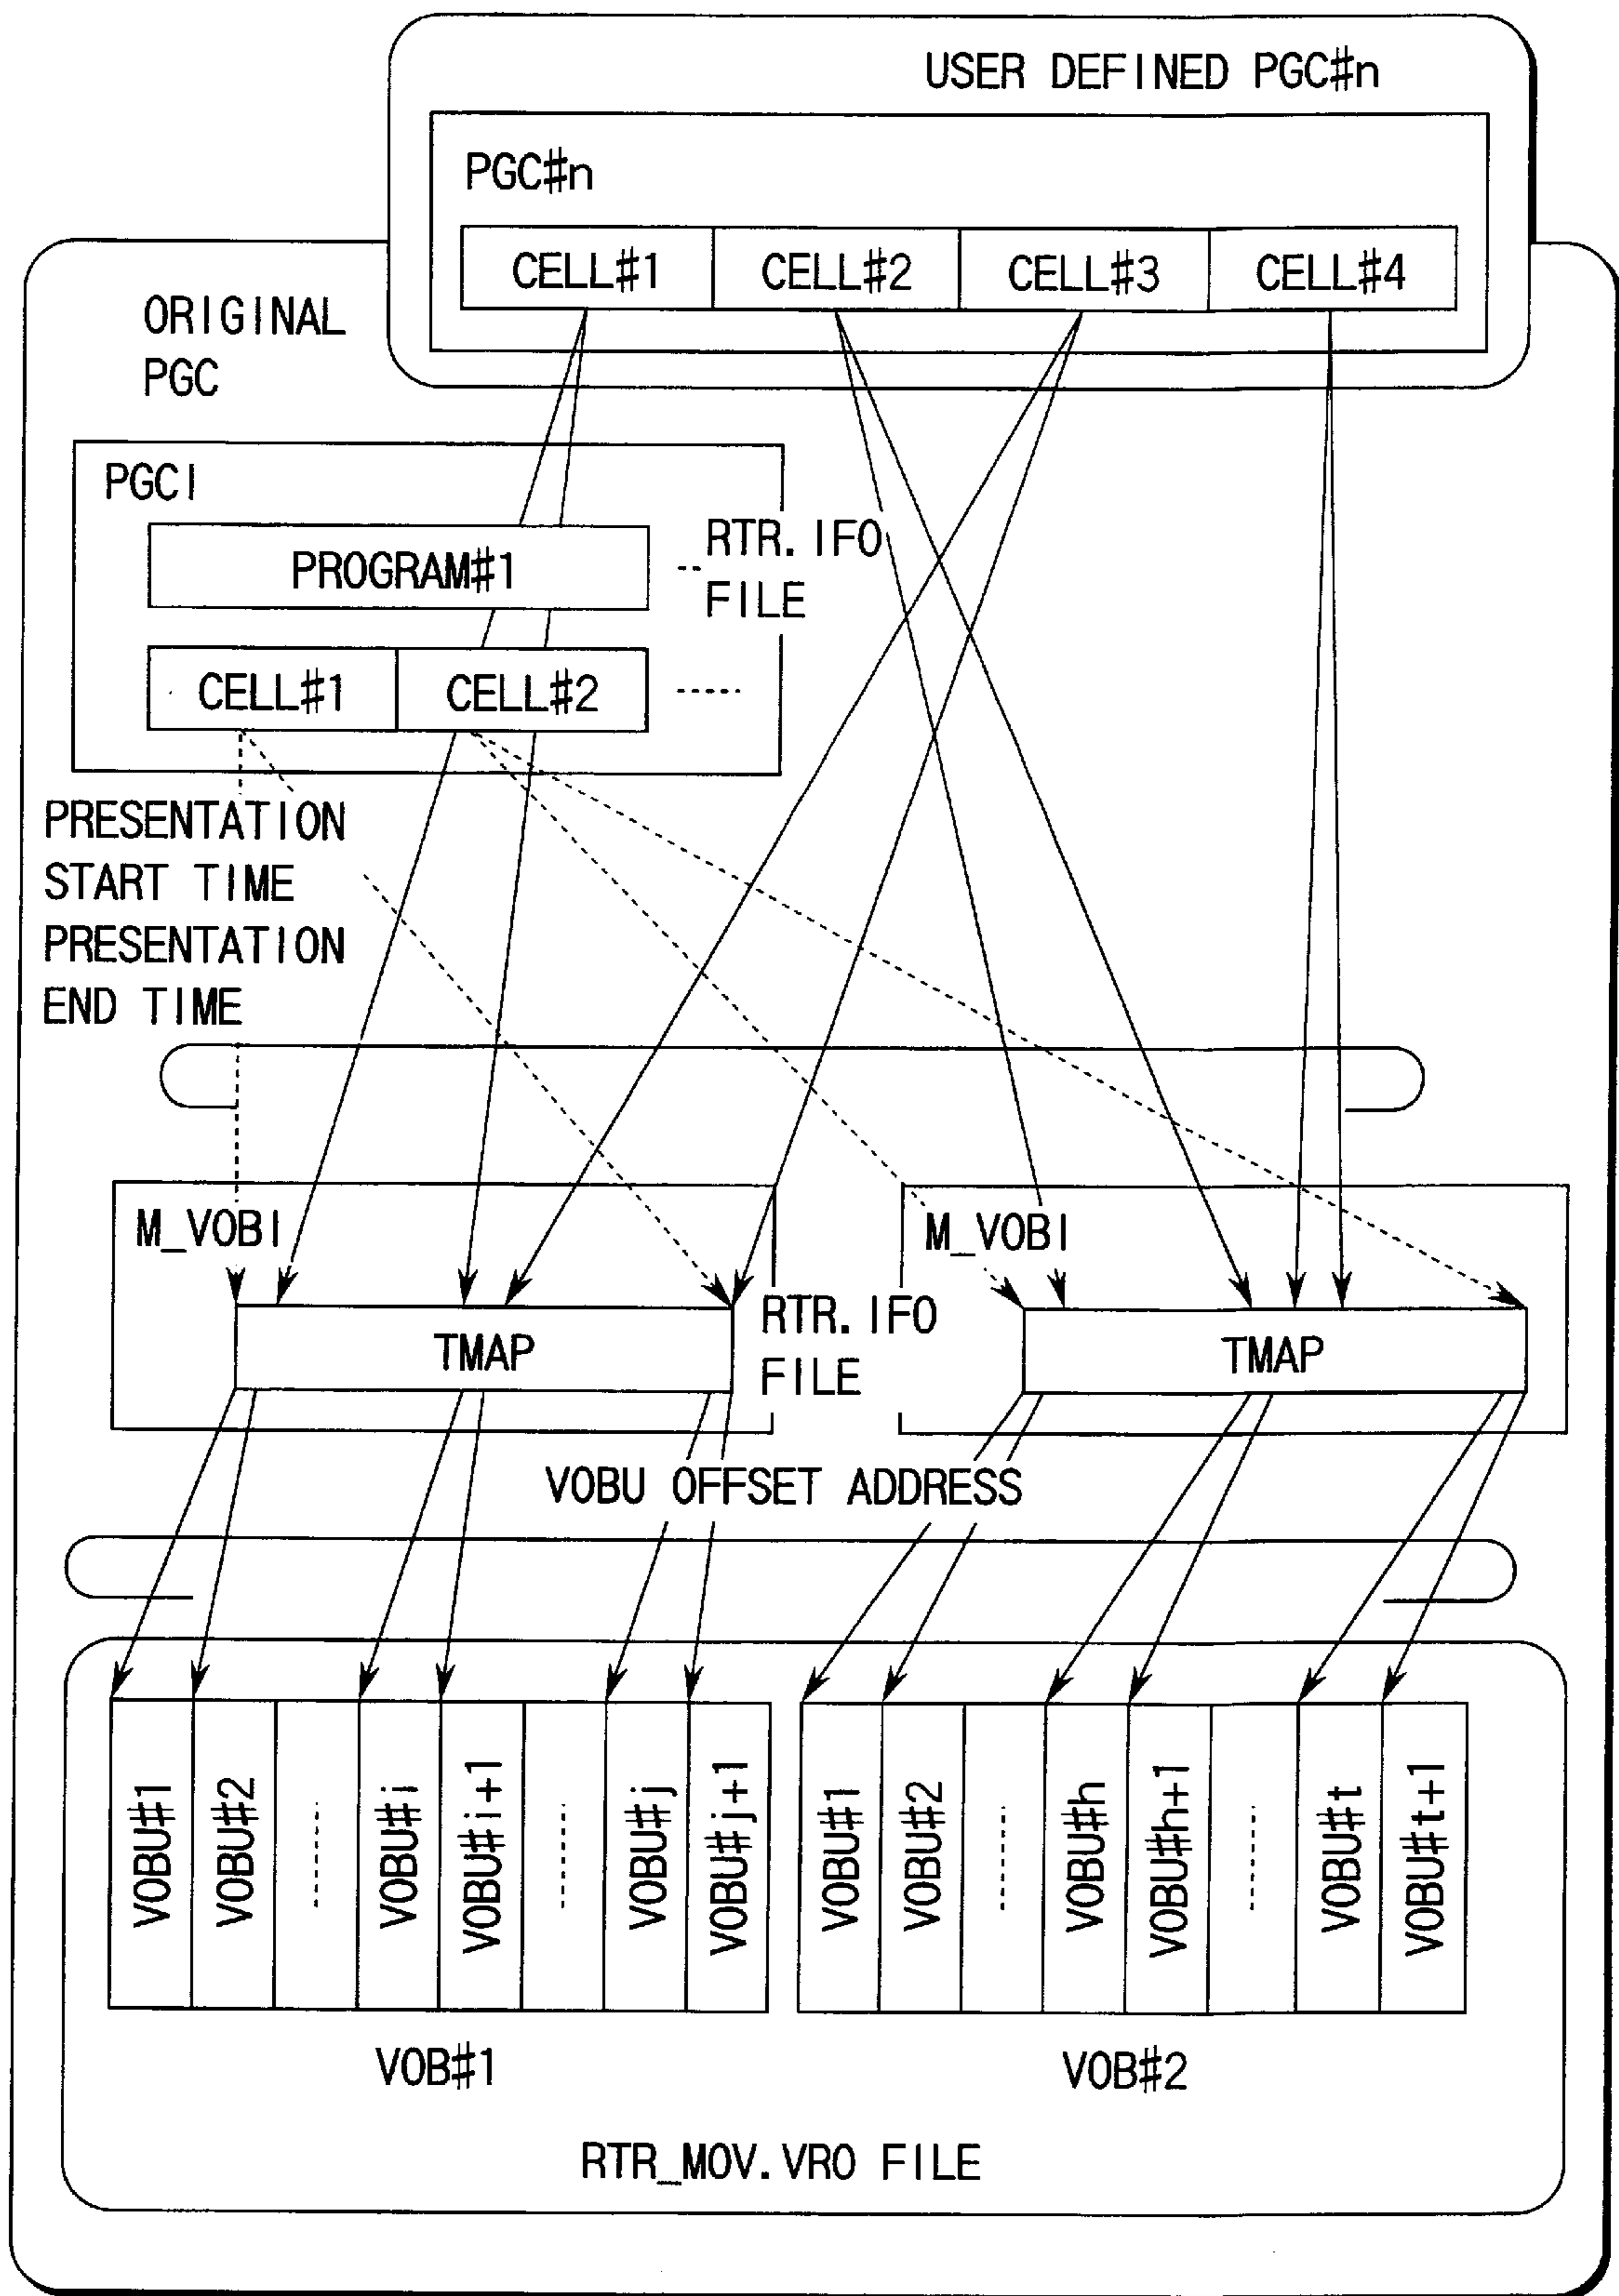 USER DEFINED PGC#n
PGC#n
CELL#1 CELL#2 CELL#3 CELL#4
ORIGINAL
PGC
PGCI
PROGRAM#1
RTR.IFO
FILE
CELL#1 CELL#2
PRESENTATION
START TIME
PRESENTATION
END TIME
M_VOBI
M_VOBI
TMAP
RTR.IFO
FILE
TMAP
VOBU OFFSET ADDRESS
VOBU#1
VOBU#2
VOBU#i
VOBU#i+1
VOBU#j
VOBU#j+1
VOBU#1
VOBU#2
VOBU#h
VOBU#h+1
VOBU#t
VOBU#t+1
VOB#1
VOB#2
RTR_MOV.VRO FILE